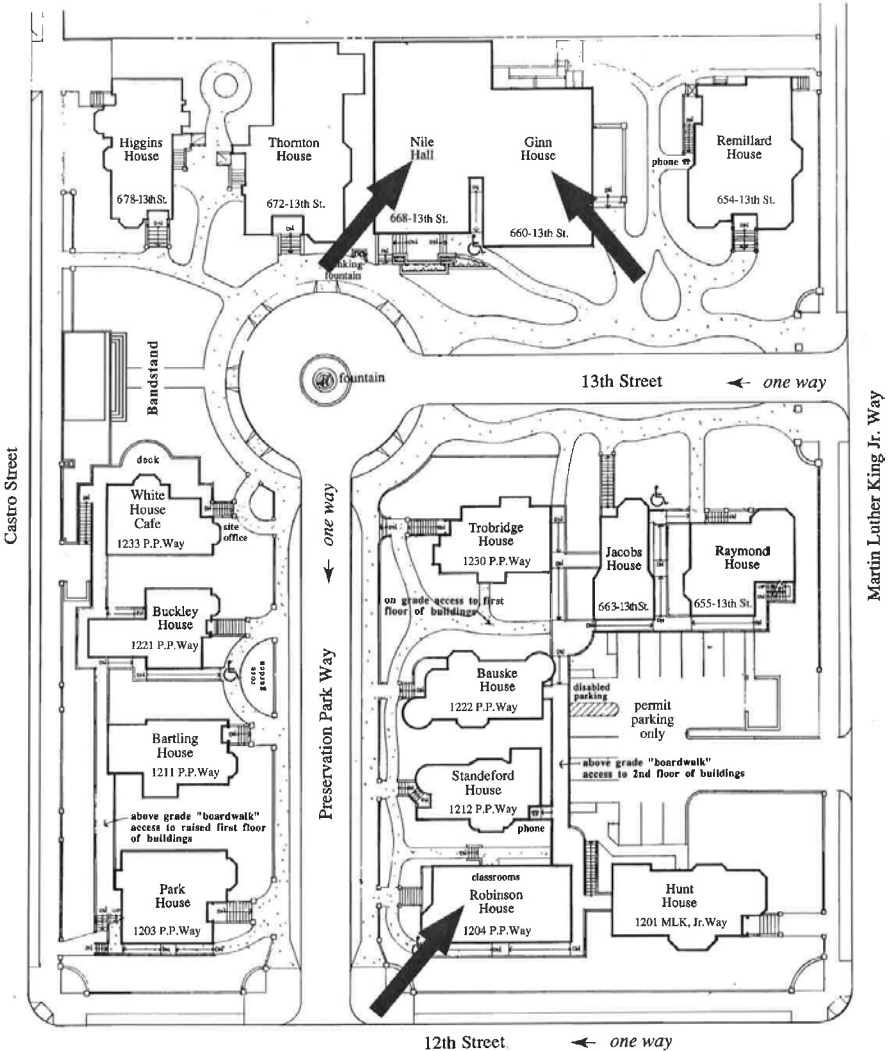 Higgins
House
678-13th St.
Thornton
House
672-13th St.
Nile
Hall
668-13th St.
Ginn
House
660-13th St.
phone
Remillard
House
654-13th St.
fountain
Bandstand
fountain
13th Street
one way
Castro Street
Martin Luther King Jr. Way
deck
White
House
Cafe
1233 P.P.Way
site
office
one way
Preservation Park Way
Trobridge
House
1230 P.P.Way
Jacobs
House
663-13th St.
Raymond
House
655-13th St.
on grade access to first
floor of buildings
Buckley
House
1221 P.P.Way
rose
garden
Bauske
House
1222 P.P.Way
disabled
parking
permit
parking
only
Bartling
House
1211 P.P.Way
Standeford
House
1212 P.P.Way
phone
above grade "boardwalk"
access to 2nd floor of buildings
above grade "boardwalk"
access to raised first floor
of buildings
Park
House
1203 P.P.Way
classrooms
Robinson
House
1204 P.P.Way
Hunt
House
1201 MLK, Jr.Way
12th Street
one way